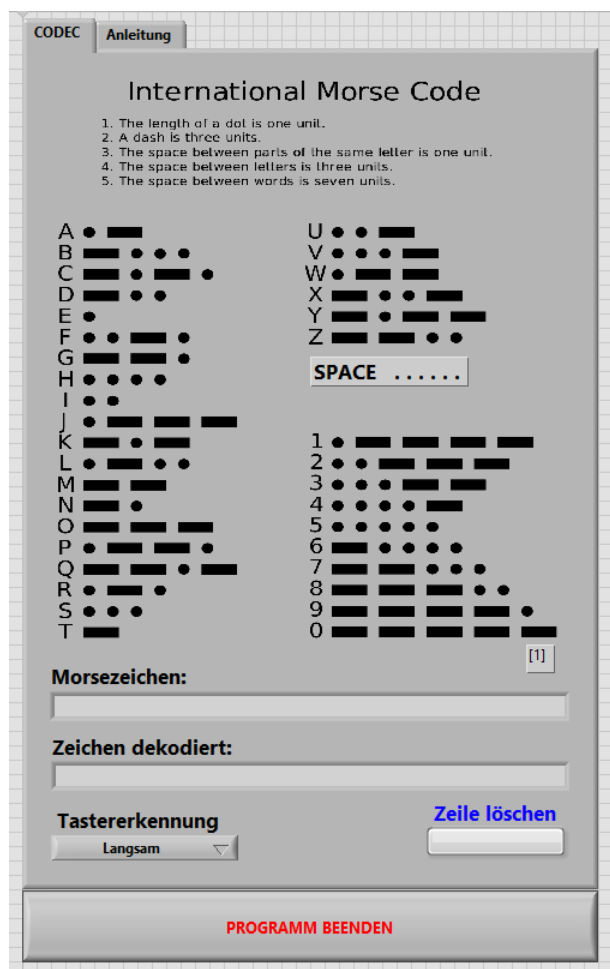 CODEC
Anleitung
International Morse Code
1. The length of a dot is one unit.
2. A dash is three units.
3. The space between parts of the same letter is one unit.
4. The space between letters is three units.
5. The space between words is seven units.
A
B
C
D
E
F
G
H
I
J
K
L
M
N
O
P
Q
R
S
T
U
V
W
X
Y
Z
SPACE ......
1
2
3
4
5
6
7
8
9
0
[1]
Morsezeichen:
Zeichen dekodiert:
Tastererkennung
Langsam
Zeile löschen
PROGRAMM BEENDEN